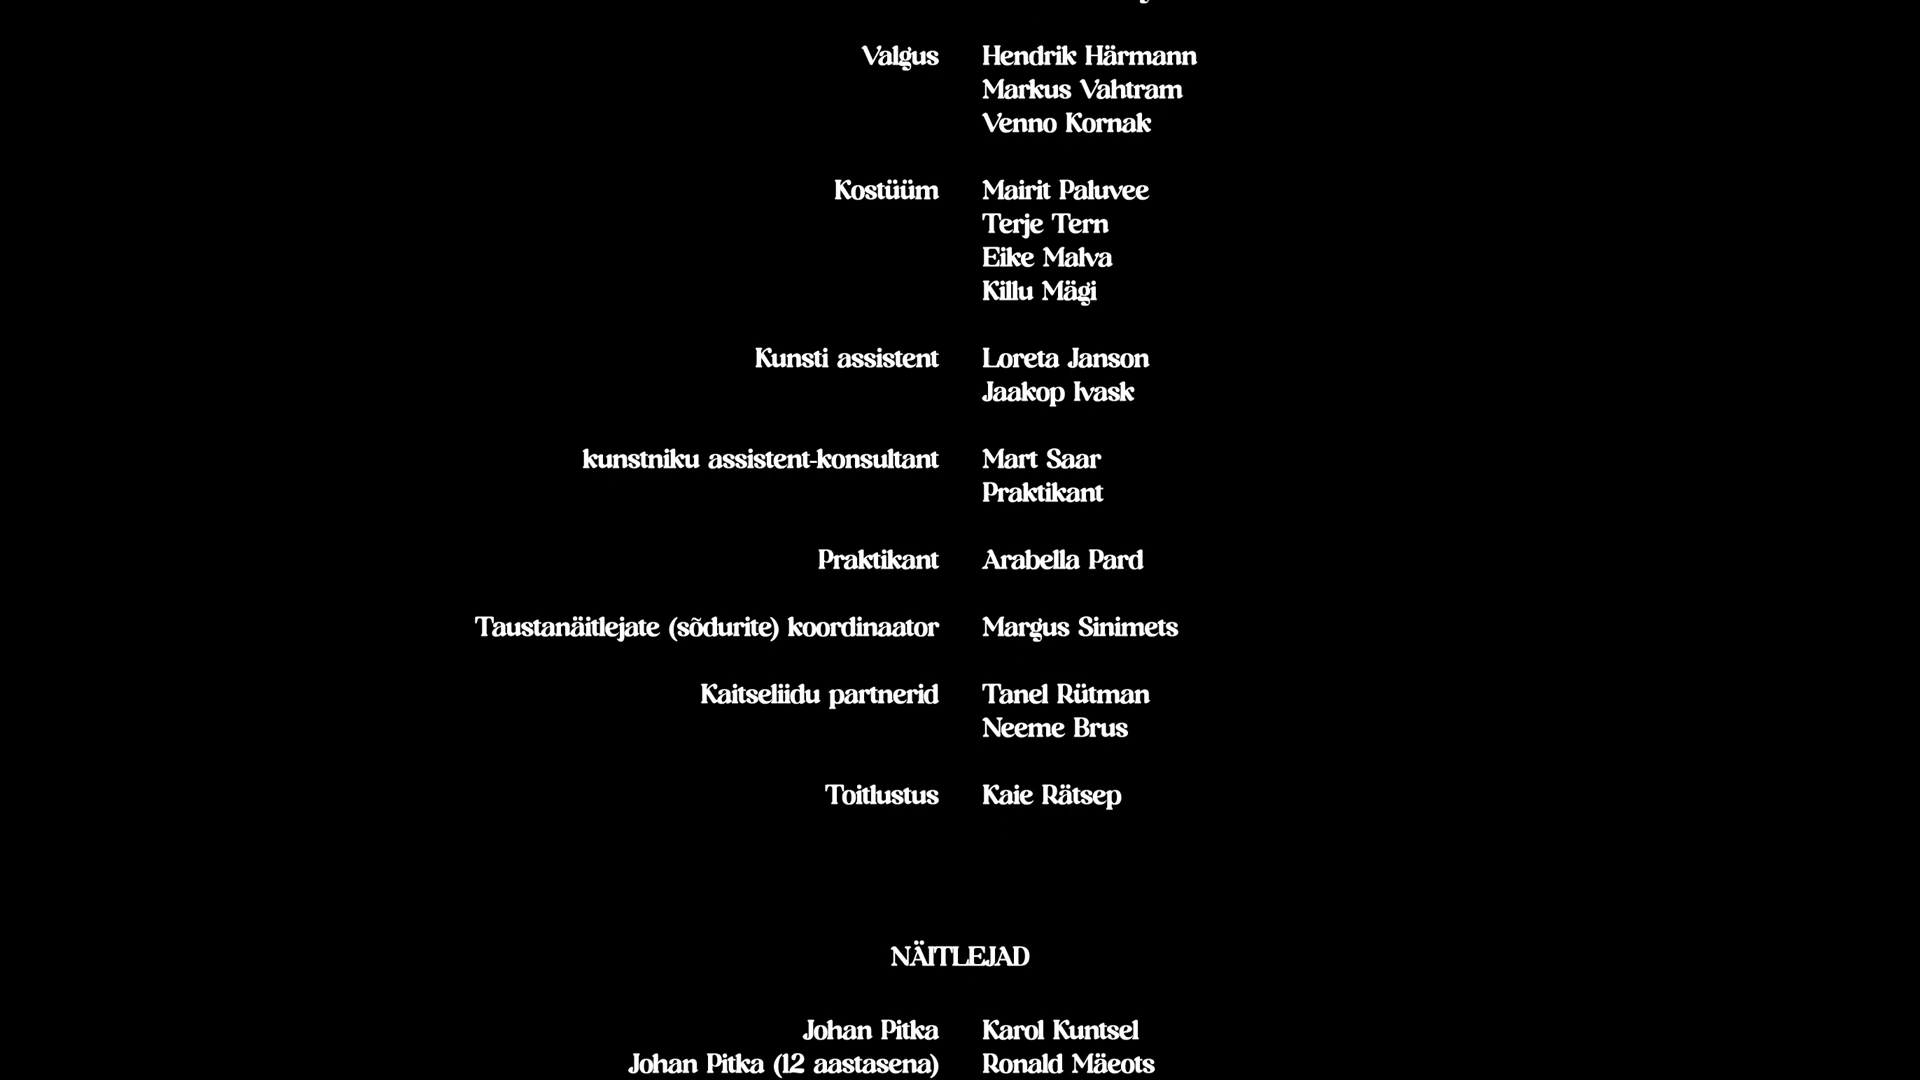 Valgus Hendrik Härmann
Markus Vahtram
Venno Kornak
Kostüüm Mairit Paluvee
Terje Tern
Eike Malva
Killu Mägi
Kunsti assistent Loreta Janson
Jaakop Ivask
kunstniku assistent-konsultant Mart Saar
Praktikant
Praktikant Arabella Pard
Taustanäitlejate (sõdurite) koordinaator Margus Sinimets
Kaitseliidu partnerid Tanel Rütman
Neeme Brus
Toitlustus Kaie Rätsep
NÄITLEJAD
Johan Pitka Karol Kuntsel
Johan Pitka (12 aastasena) Ronald Mäeots